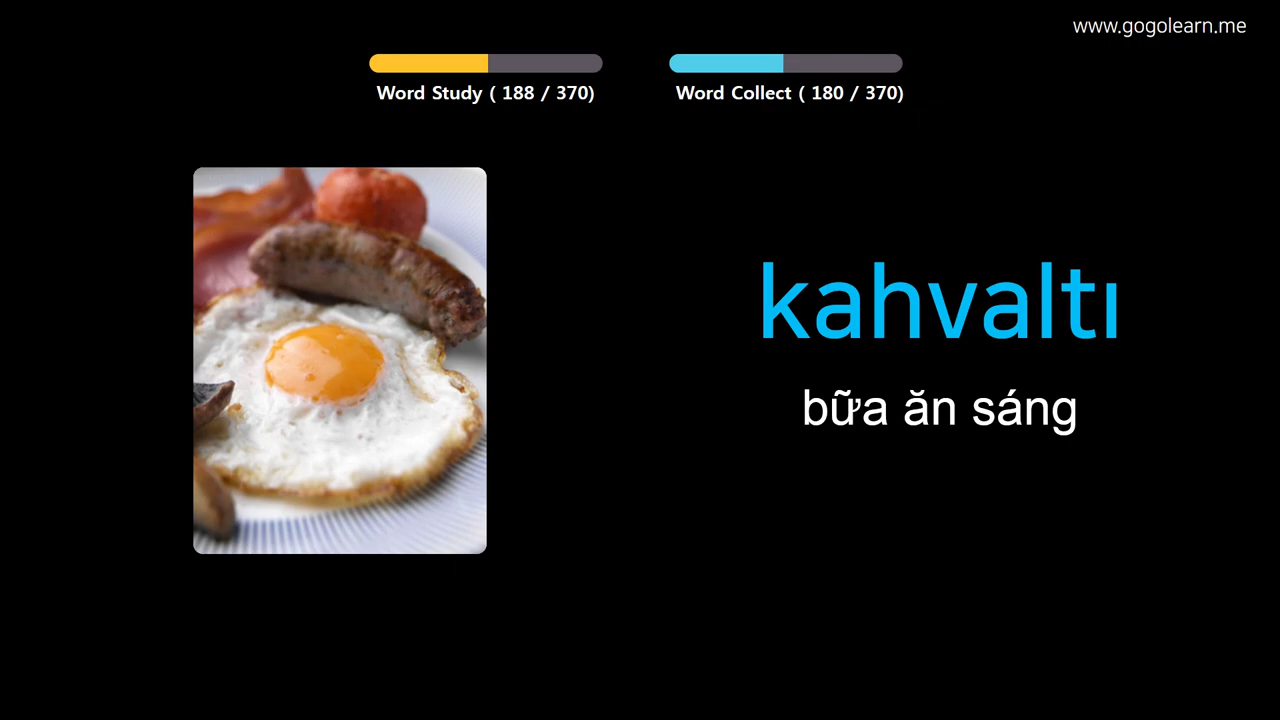 www.gogolearn.me
Word Study ( 188 / 370)
Word Collect ( 180 / 370)
kahvaltı
bữa ăn sáng